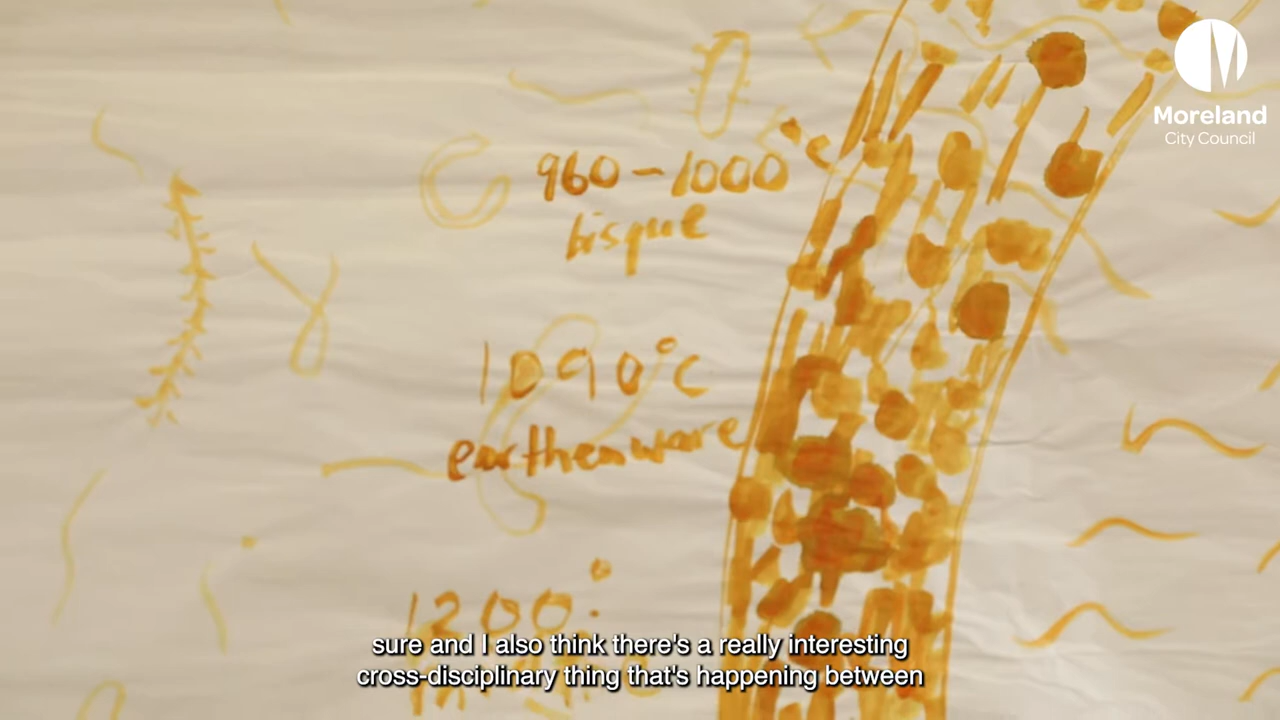 Moreland
City Council
960-1000°c
bisque
1090°c
earthenware
1200°
sure and I also think there's a really interesting
cross-disciplinary thing that's happening between